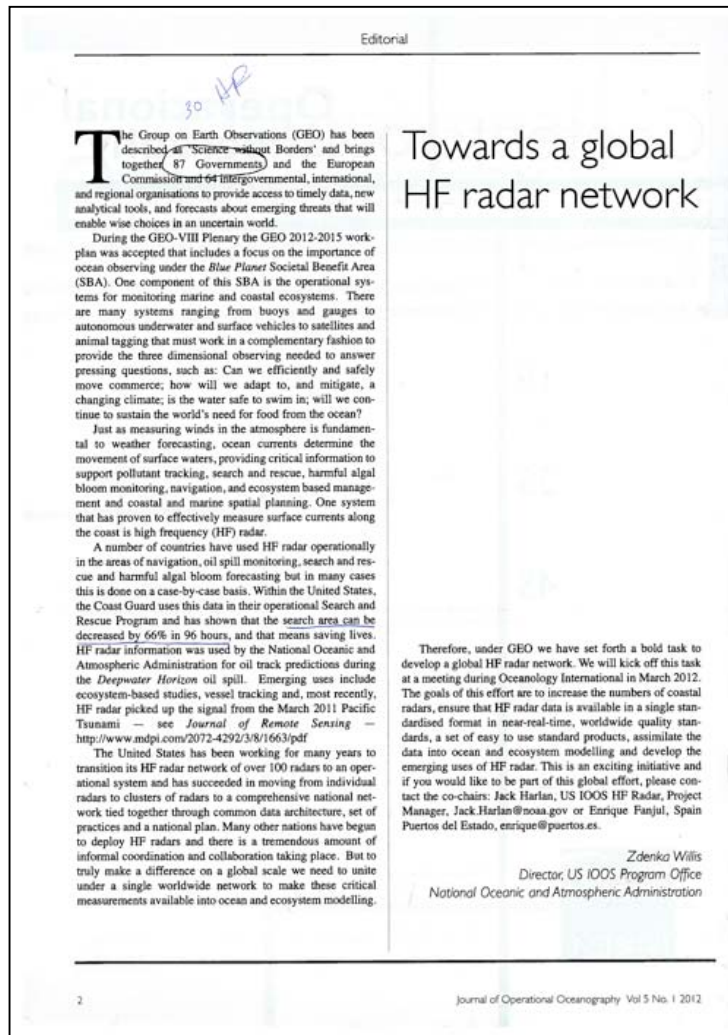 Editorial
30 HF
The Group on Earth Observations (GEO) has been
described as 'Science without Borders' and brings
together 87 Governments and the European
Commission and 64 intergovernmental, international,
and regional organisations to provide access to timely data, new
analytical tools, and forecasts about emerging threats that will
enable wise choices in an uncertain world.
During the GEO-VIII Plenary the GEO 2012-2015 work-
plan was accepted that includes a focus on the importance of
ocean observing under the Blue Planet Societal Benefit Area
(SBA). One component of this SBA is the operational sys-
tems for monitoring marine and coastal ecosystems. There
are many systems ranging from buoys and gauges to
autonomous underwater and surface vehicles to satellites and
animal tagging that must work in a complementary fashion to
provide the three dimensional observing needed to answer
pressing questions, such as: Can we efficiently and safely
move commerce; how will we adapt to, and mitigate, a
changing climate; is the water safe to swim in; will we con-
tinue to sustain the world's need for food from the ocean?
Just as measuring winds in the atmosphere is fundamen-
tal to weather forecasting, ocean currents determine the
movement of surface waters, providing critical information to
support pollutant tracking, search and rescue, harmful algal
bloom monitoring, navigation, and ecosystem based manage-
ment and coastal and marine spatial planning. One system
that has proven to effectively measure surface currents along
the coast is high frequency (HF) radar.
A number of countries have used HF radar operationally
in the areas of navigation, oil spill monitoring, search and res-
cue and harmful algal bloom forecasting but in many cases
this is done on a case-by-case basis. Within the United States,
the Coast Guard uses this data in their operational Search and
Rescue Program and has shown that the search area can be
decreased by 66% in 96 hours, and that means saving lives.
HF radar information was used by the National Oceanic and
Atmospheric Administration for oil track predictions during
the Deepwater Horizon oil spill. Emerging uses include
ecosystem-based studies, vessel tracking and, most recently,
HF radar picked up the signal from the March 2011 Pacific
Tsunami — see Journal of Remote Sensing —
http://www.mdpi.com/2072-4292/3/8/1663/pdf
The United States has been working for many years to
transition its HF radar network of over 100 radars to an oper-
ational system and has succeeded in moving from individual
radars to clusters of radars to a comprehensive national net-
work tied together through common data architecture, set of
practices and a national plan. Many other nations have begun
to deploy HF radars and there is a tremendous amount of
informal coordination and collaboration taking place. But to
truly make a difference on a global scale we need to unite
under a single worldwide network to make these critical
measurements available into ocean and ecosystem modelling.
Towards a global
HF radar network
Therefore, under GEO we have set forth a bold task to
develop a global HF radar network. We will kick off this task
at a meeting during Oceanology International in March 2012.
The goals of this effort are to increase the numbers of coastal
radars, ensure that HF radar data is available in a single stan-
dardised format in near-real-time, worldwide quality stan-
dards, a set of easy to use standard products, assimilate the
data into ocean and ecosystem modelling and develop the
emerging uses of HF radar. This is an exciting initiative and
if you would like to be part of this global effort, please con-
tact the co-chairs: Jack Harlan, US IOOS HF Radar, Project
Manager, Jack.Harlan@noaa.gov or Enrique Fanjul, Spain
Puertos del Estado, enrique@puertos.es.
Zdenka Willis
Director, US IOOS Program Office
National Oceanic and Atmospheric Administration
2
Journal of Operational Oceanography Vol 5 No. 1 2012